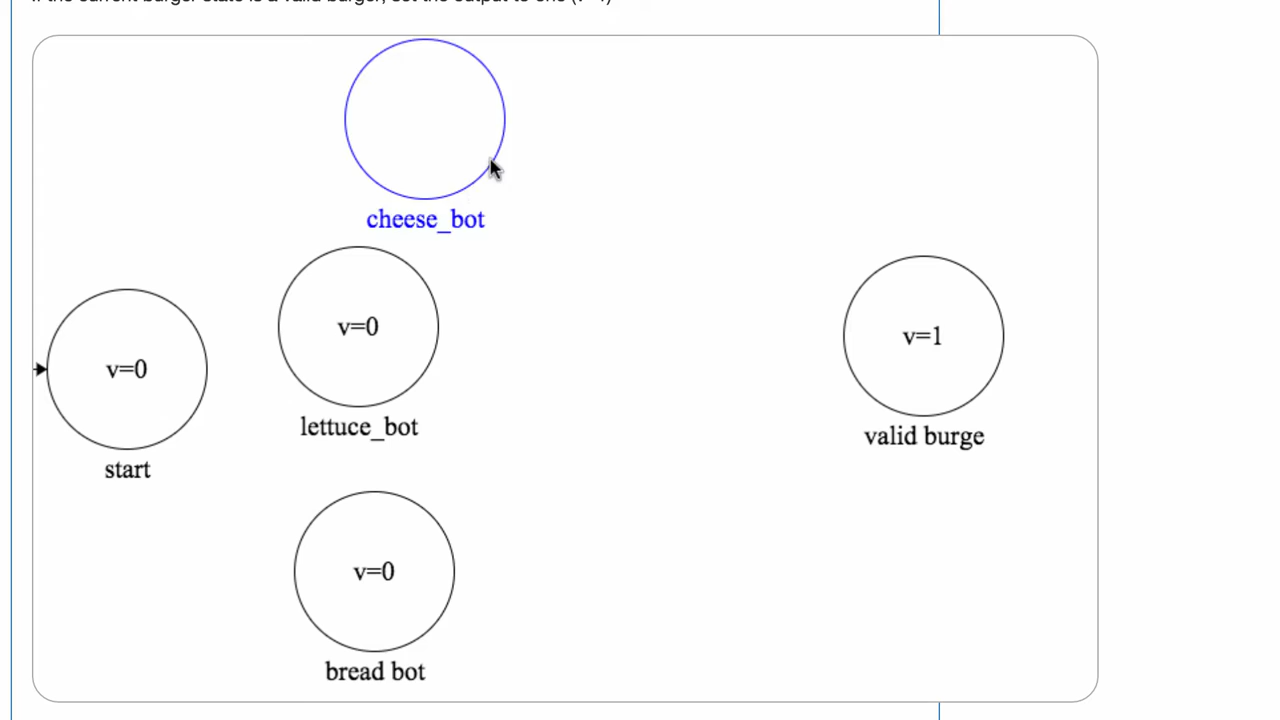 cheese_bot
v=0
lettuce_bot
v=0
start
v=1
valid burge
v=0
bread bot